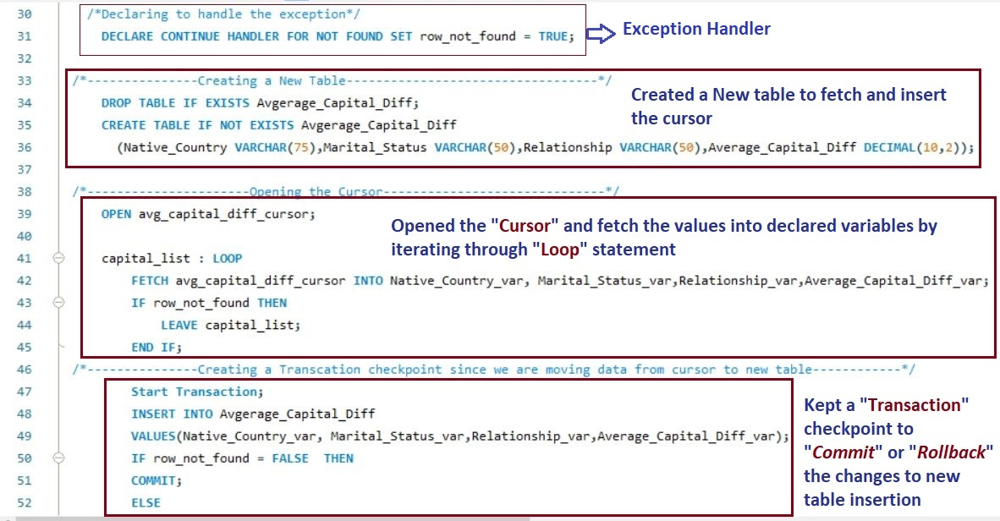 30 /*Declaring to handle the exception*/
31 DECLARE CONTINUE HANDLER FOR NOT FOUND SET row_not_found = TRUE;
Exception Handler
32
33 /*---------------Creating a New Table----------------------------------*/
34 DROP TABLE IF EXISTS Avgerage_Capital_Diff;
35 CREATE TABLE IF NOT EXISTS Avgerage_Capital_Diff
36 (Native_Country VARCHAR(75),Marital_Status VARCHAR(50),Relationship VARCHAR(50),Average_Capital_Diff DECIMAL(10,2));
Created a New table to fetch and insert
the cursor
37
38 /*----------------------Opening the Cursor------------------------------*/
39 OPEN avg_capital_diff_cursor;
40
41 capital_list : LOOP
42 FETCH avg_capital_diff_cursor INTO Native_Country_var, Marital_Status_var,Relationship_var,Average_Capital_Diff_var;
43 IF row_not_found THEN
44 LEAVE capital_list;
45 END IF;
Opened the "Cursor" and fetch the values into declared variables by
iterating through "Loop" statement
46 /*---------------Creating a Transcation checkpoint since we are moving data from cursor to new table------------*/
47 Start Transaction;
48 INSERT INTO Avgerage_Capital_Diff
49 VALUES(Native_Country_var, Marital_Status_var,Relationship_var,Average_Capital_Diff_var);
50 IF row_not_found = FALSE THEN
51 COMMIT;
52 ELSE
Kept a "Transaction"
checkpoint to
"Commit" or "Rollback"
the changes to new
table insertion